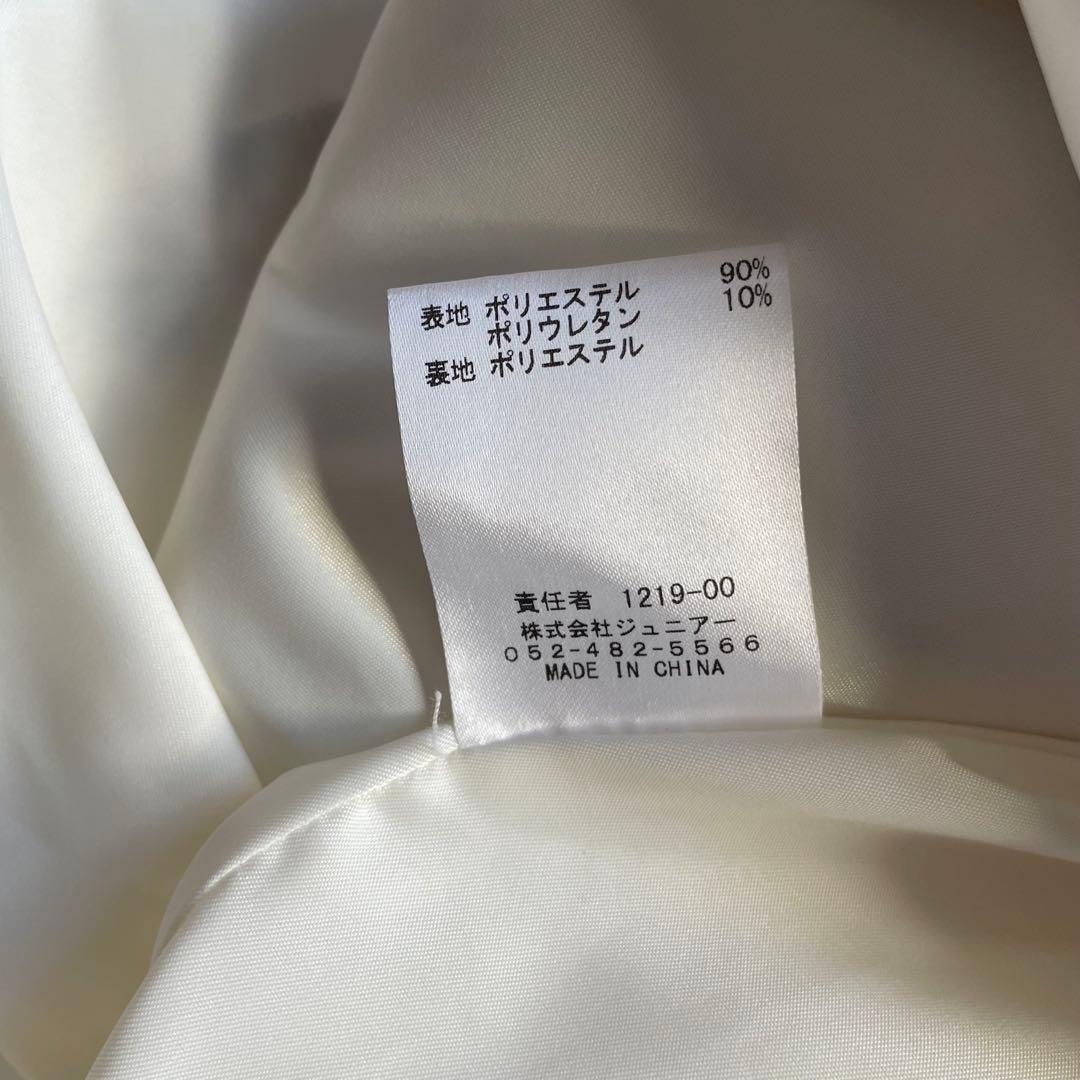 表地 ポリエステル 90%
ポリウレタン 10%
裏地 ポリエステル
責任者 1219-00
株式会社ジュニアー
052-482-5566
MADE IN CHINA